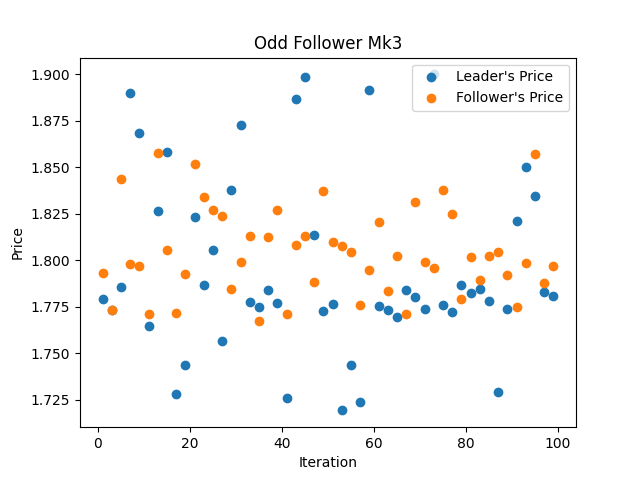 Odd Follower Mk3
Leader's Price
Follower's Price
Price
1.900
1.875
1.850
1.825
1.800
1.775
1.750
1.725
0 20 40 60 80 100
Iteration